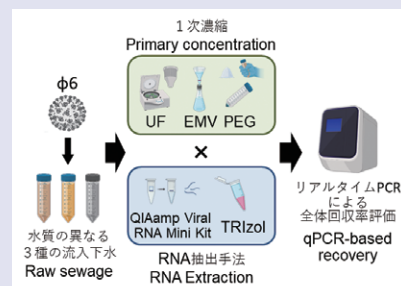 1次濃縮
Primary concentration
φ6
UF EMV PEG
×
水質の異なる
3種の流入下水
Raw sewage
QIAamp Viral
RNA Mini Kit
TRIzol
RNA抽出手法
RNA Extraction
リアルタイムPCR
による
全体回収率評価
qPCR-based
recovery